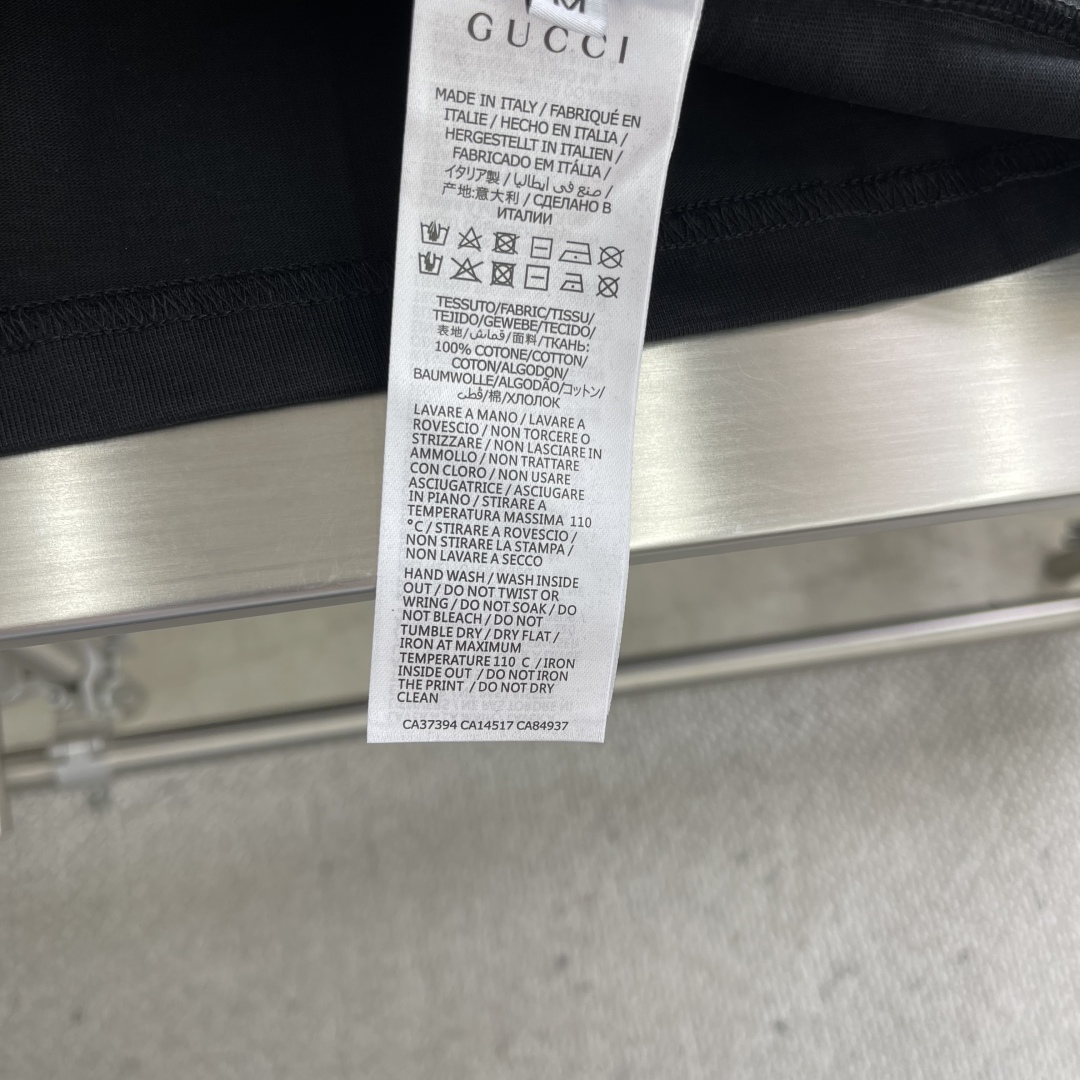 M
GUCCI
MADE IN ITALY / FABRIQUÉ EN
ITALIE / HECHO EN ITALIA /
HERGESTELLT IN ITALIEN /
FABRICADO EM ITÁLIA /
イタリア製 / صنع في ايطاليا /
产地:意大利 / СДЕЛАНО В
ИТАЛИИ
TESSUTO/FABRIC/TISSU/
TEJIDO/GEWEBE/TECIDO/
表地/قماش/面料/ТКАНЬ:
100% COTONE/COTTON/
COTON/ALGODON/
BAUMWOLLE/ALGODÃO/コットン/
قطن/棉/ХЛОЛОК
LAVARE A MANO / LAVARE A
ROVESCIO / NON TORCERE O
STRIZZARE / NON LASCIARE IN
AMMOLLO / NON TRATTARE
CON CLORO / NON USARE
ASCIUGATRICE / ASCIUGARE
IN PIANO / STIRARE A
TEMPERATURA MASSIMA 110
°C / STIRARE A ROVESCIO /
NON STIRARE LA STAMPA /
NON LAVARE A SECCO
HAND WASH / WASH INSIDE
OUT / DO NOT TWIST OR
WRING / DO NOT SOAK / DO
NOT BLEACH / DO NOT
TUMBLE DRY / DRY FLAT /
IRON AT MAXIMUM
TEMPERATURE 110 C / IRON
INSIDE OUT / DO NOT IRON
THE PRINT / DO NOT DRY
CLEAN
CA37394 CA14517 CA84937